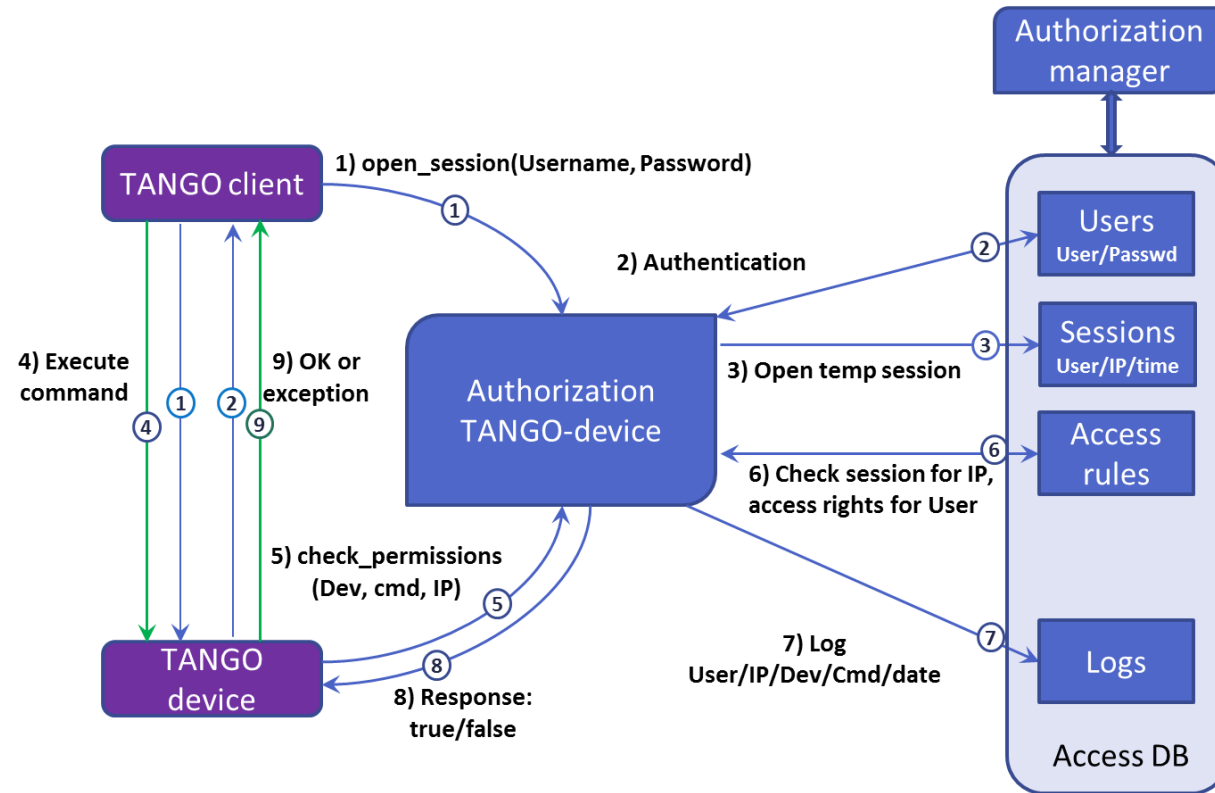 Authorization
manager
TANGO client
1) open_session(Username, Password)
1
Users
User/Passwd
2
2) Authentication
Sessions
User/IP/time
3
3) Open temp session
4) Execute
command
9) OK or
exception
4
1
2
9
Authorization
TANGO-device
Access
rules
6
6) Check session for IP,
access rights for User
5) check_permissions
(Dev, cmd, IP)
5
8
TANGO
device
8) Response:
true/false
7) Log
User/IP/Dev/Cmd/date
7
Logs
Access DB